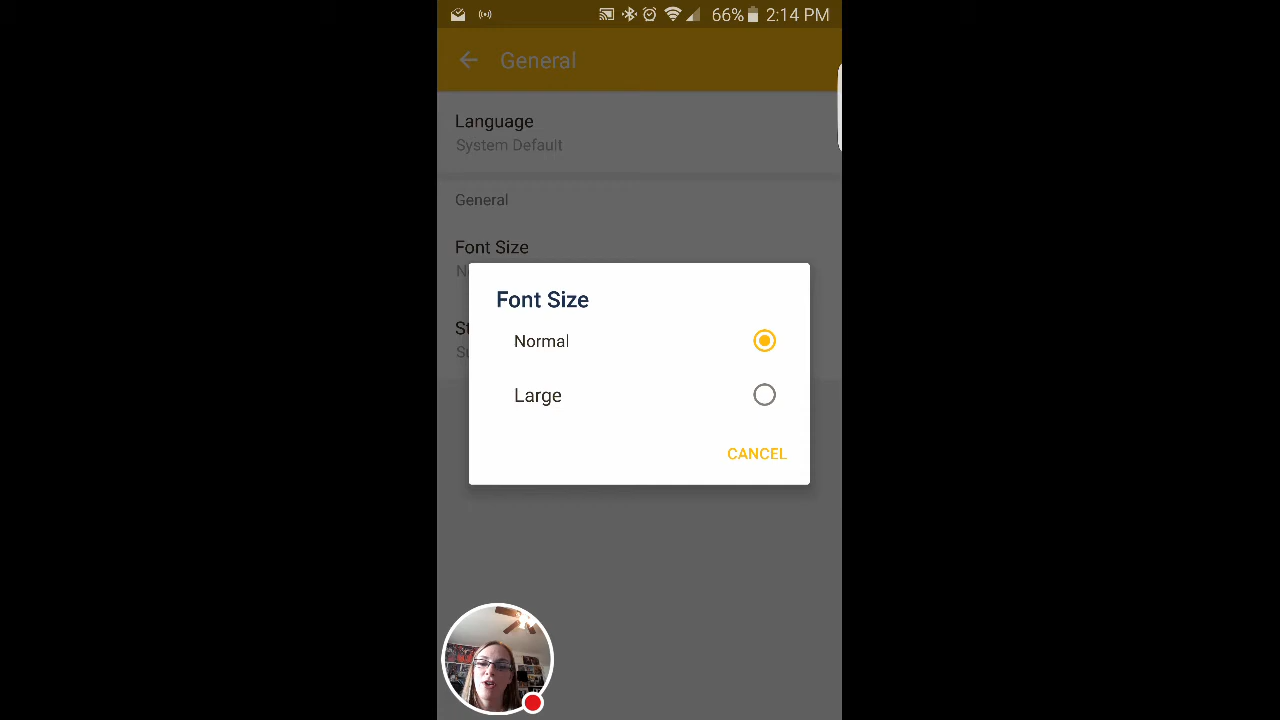 66% 2:14 PM
General
Language
System Default
General
Font Size
Font Size
Normal
Large
CANCEL